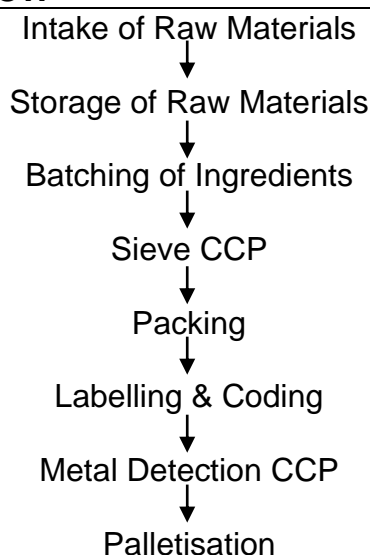 Intake of Raw Materials
Storage of Raw Materials
Batching of Ingredients
Sieve CCP
Packing
Labelling & Coding
Metal Detection CCP
Palletisation